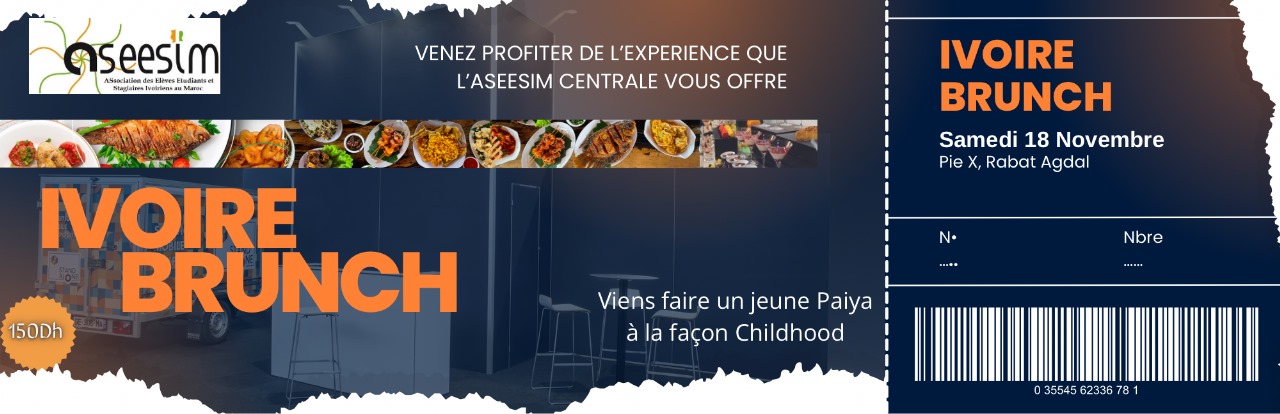 aseesim
ASsociation des Elèves Etudiants et
Stagiaires Ivoiriens au Maroc
VENEZ PROFITER DE L’EXPERIENCE QUE
L’ASEESIM CENTRALE VOUS OFFRE
IVOIRE
BRUNCH
STAND
150Dh
Viens faire un jeune Paiya
à la façon Childhood
IVOIRE
BRUNCH
Samedi 18 Novembre
Pie X, Rabat Agdal
N• Nbre
....•• ......
0 35545 62336 78 1